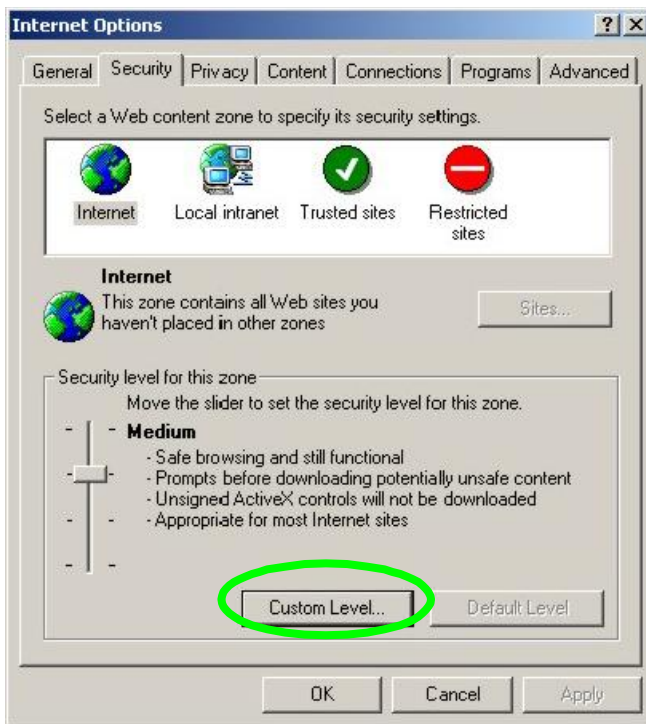 Internet Options
General Security Privacy Content Connections Programs Advanced
Select a Web content zone to specify its security settings.
Internet Local intranet Trusted sites Restricted
sites
Internet
This zone contains all Web sites you
haven't placed in other zones
Sites...
Security level for this zone
Move the slider to set the security level for this zone.
Medium
- Safe browsing and still functional
- Prompts before downloading potentially unsafe content
- Unsigned ActiveX controls will not be downloaded
- Appropriate for most Internet sites
Custom Level... Default Level
OK Cancel Apply